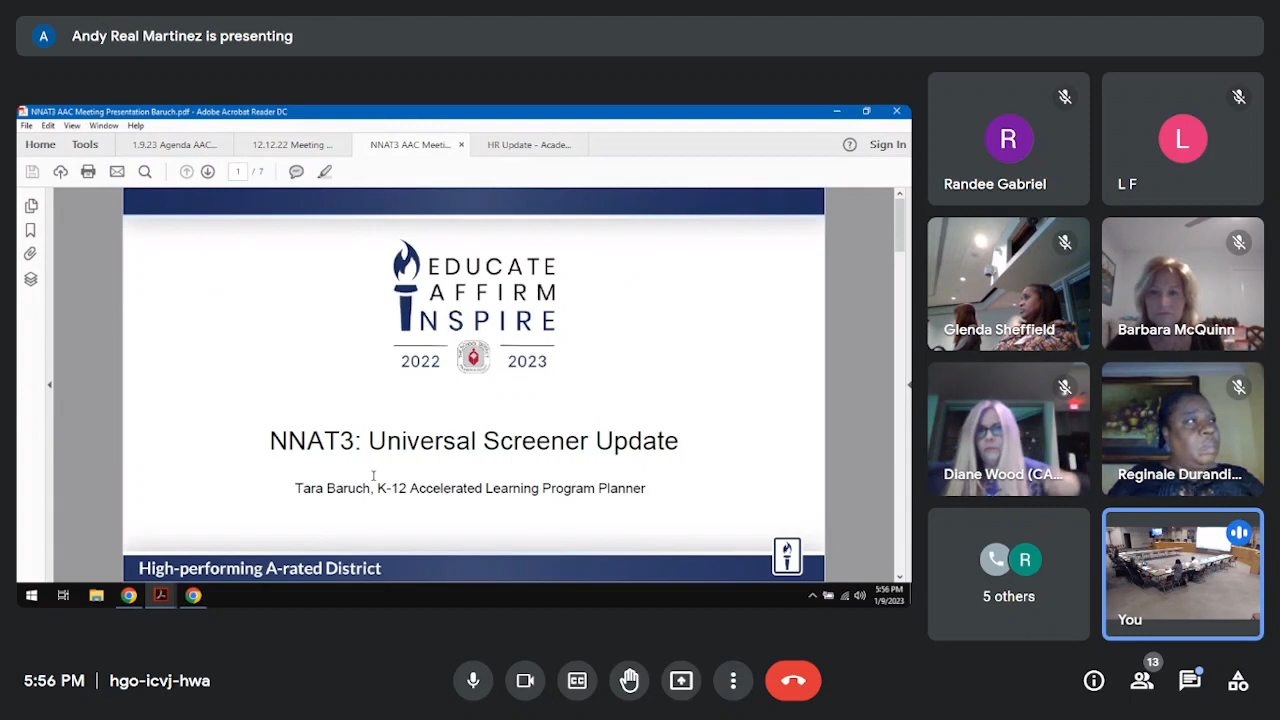 A
Andy Real Martinez is presenting
NNAT3 AAC Meeting Presentation Baruch.pdf - Adobe Acrobat Reader DC
File Edit View Window Help
Home Tools 1.9.23 Agenda AAC... 12.12.22 Meeting ... NNAT3 AAC Meeti... × HR Update - Acade... Sign In
1 / 7
EDUCATE
AFFIRM
INSPIRE
2022 2023
NNAT3: Universal Screener Update
Tara Baruch, K-12 Accelerated Learning Program Planner
High-performing A-rated District
5:56 PM
1/9/2023
R
Randee Gabriel
L
L F
Glenda Sheffield
Barbara McQuinn
Diane Wood (CA...
Reginale Durandi...
R
5 others
You
5:56 PM | hgo-icvj-hwa
CC
13